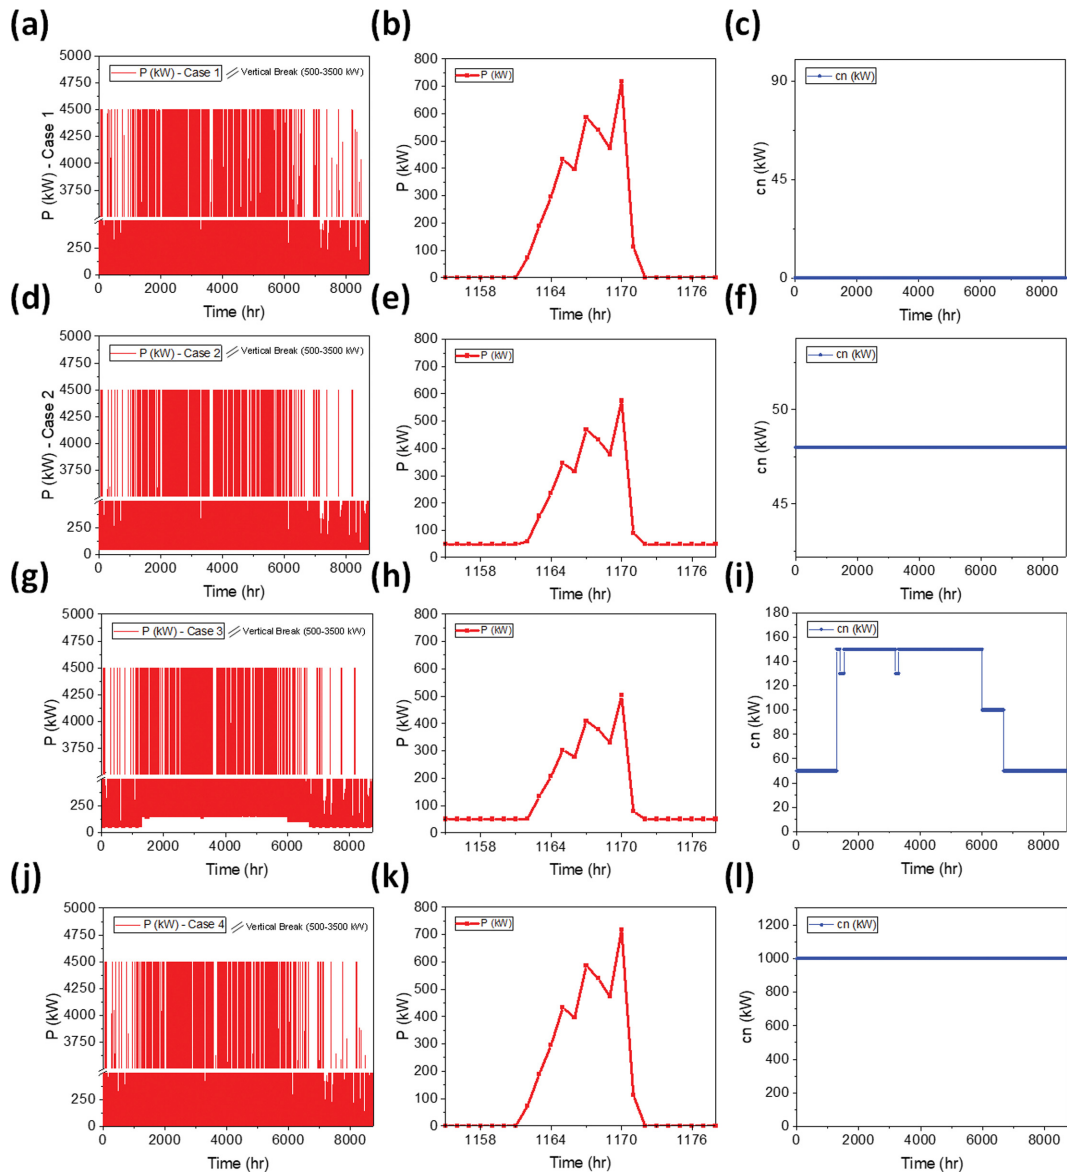 (a)
P (kW) - Case 1
Vertical Break (500-3500 kW)
5000
4750
4500
4250
4000
3750
250
0
P (kW) - Case 1
0 2000 4000 6000 8000
Time (hr)
(b)
P (kW)
800
700
600
500
400
300
200
100
0
P (kW)
1158 1164 1170 1176
Time (hr)
(c)
cn (kW)
90
45
0
cn (kW)
0 2000 4000 6000 8000
Time (hr)
(d)
P (kW) - Case 2
Vertical Break (500-3500 kW)
5000
4750
4500
4250
4000
3750
250
0
P (kW) - Case 2
0 2000 4000 6000 8000
Time (hr)
(e)
P (kW)
800
700
600
500
400
300
200
100
0
P (kW)
1158 1164 1170 1176
Time (hr)
(f)
cn (kW)
50
45
cn (kW)
0 2000 4000 6000 8000
Time (hr)
(g)
P (kW) - Case 3
Vertical Break (500-3500 kW)
5000
4750
4500
4250
4000
3750
250
0
P (kW)
0 2000 4000 6000 8000
Time (hr)
(h)
P (kW)
800
700
600
500
400
300
200
100
0
P (kW)
1158 1164 1170 1176
Time (hr)
(i)
cn (kW)
180
170
160
150
140
130
120
110
100
90
80
70
60
50
40
30
20
10
0
cn (kW)
0 2000 4000 6000 8000
Time (hr)
(j)
P (kW) - Case 4
Vertical Break (500-3500 kW)
5000
4750
4500
4250
4000
3750
250
0
P (kW)
0 2000 4000 6000 8000
Time (hr)
(k)
P (kW)
800
700
600
500
400
300
200
100
0
P (kW)
1158 1164 1170 1176
Time (hr)
(l)
cn (kW)
1200
1000
800
600
400
200
0
cn (kW)
0 2000 4000 6000 8000
Time (hr)